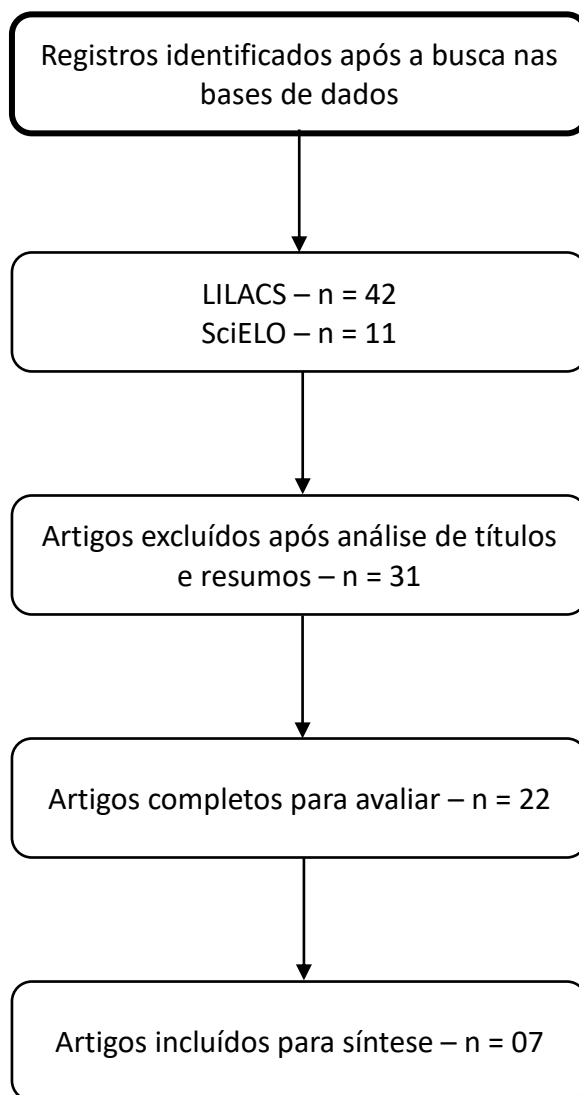 Registros identificados após a busca nas
bases de dados
LILACS – n = 42
SciELO – n = 11
Artigos excluídos após análise de títulos
e resumos – n = 31
Artigos completos para avaliar – n = 22
Artigos incluídos para síntese – n = 07